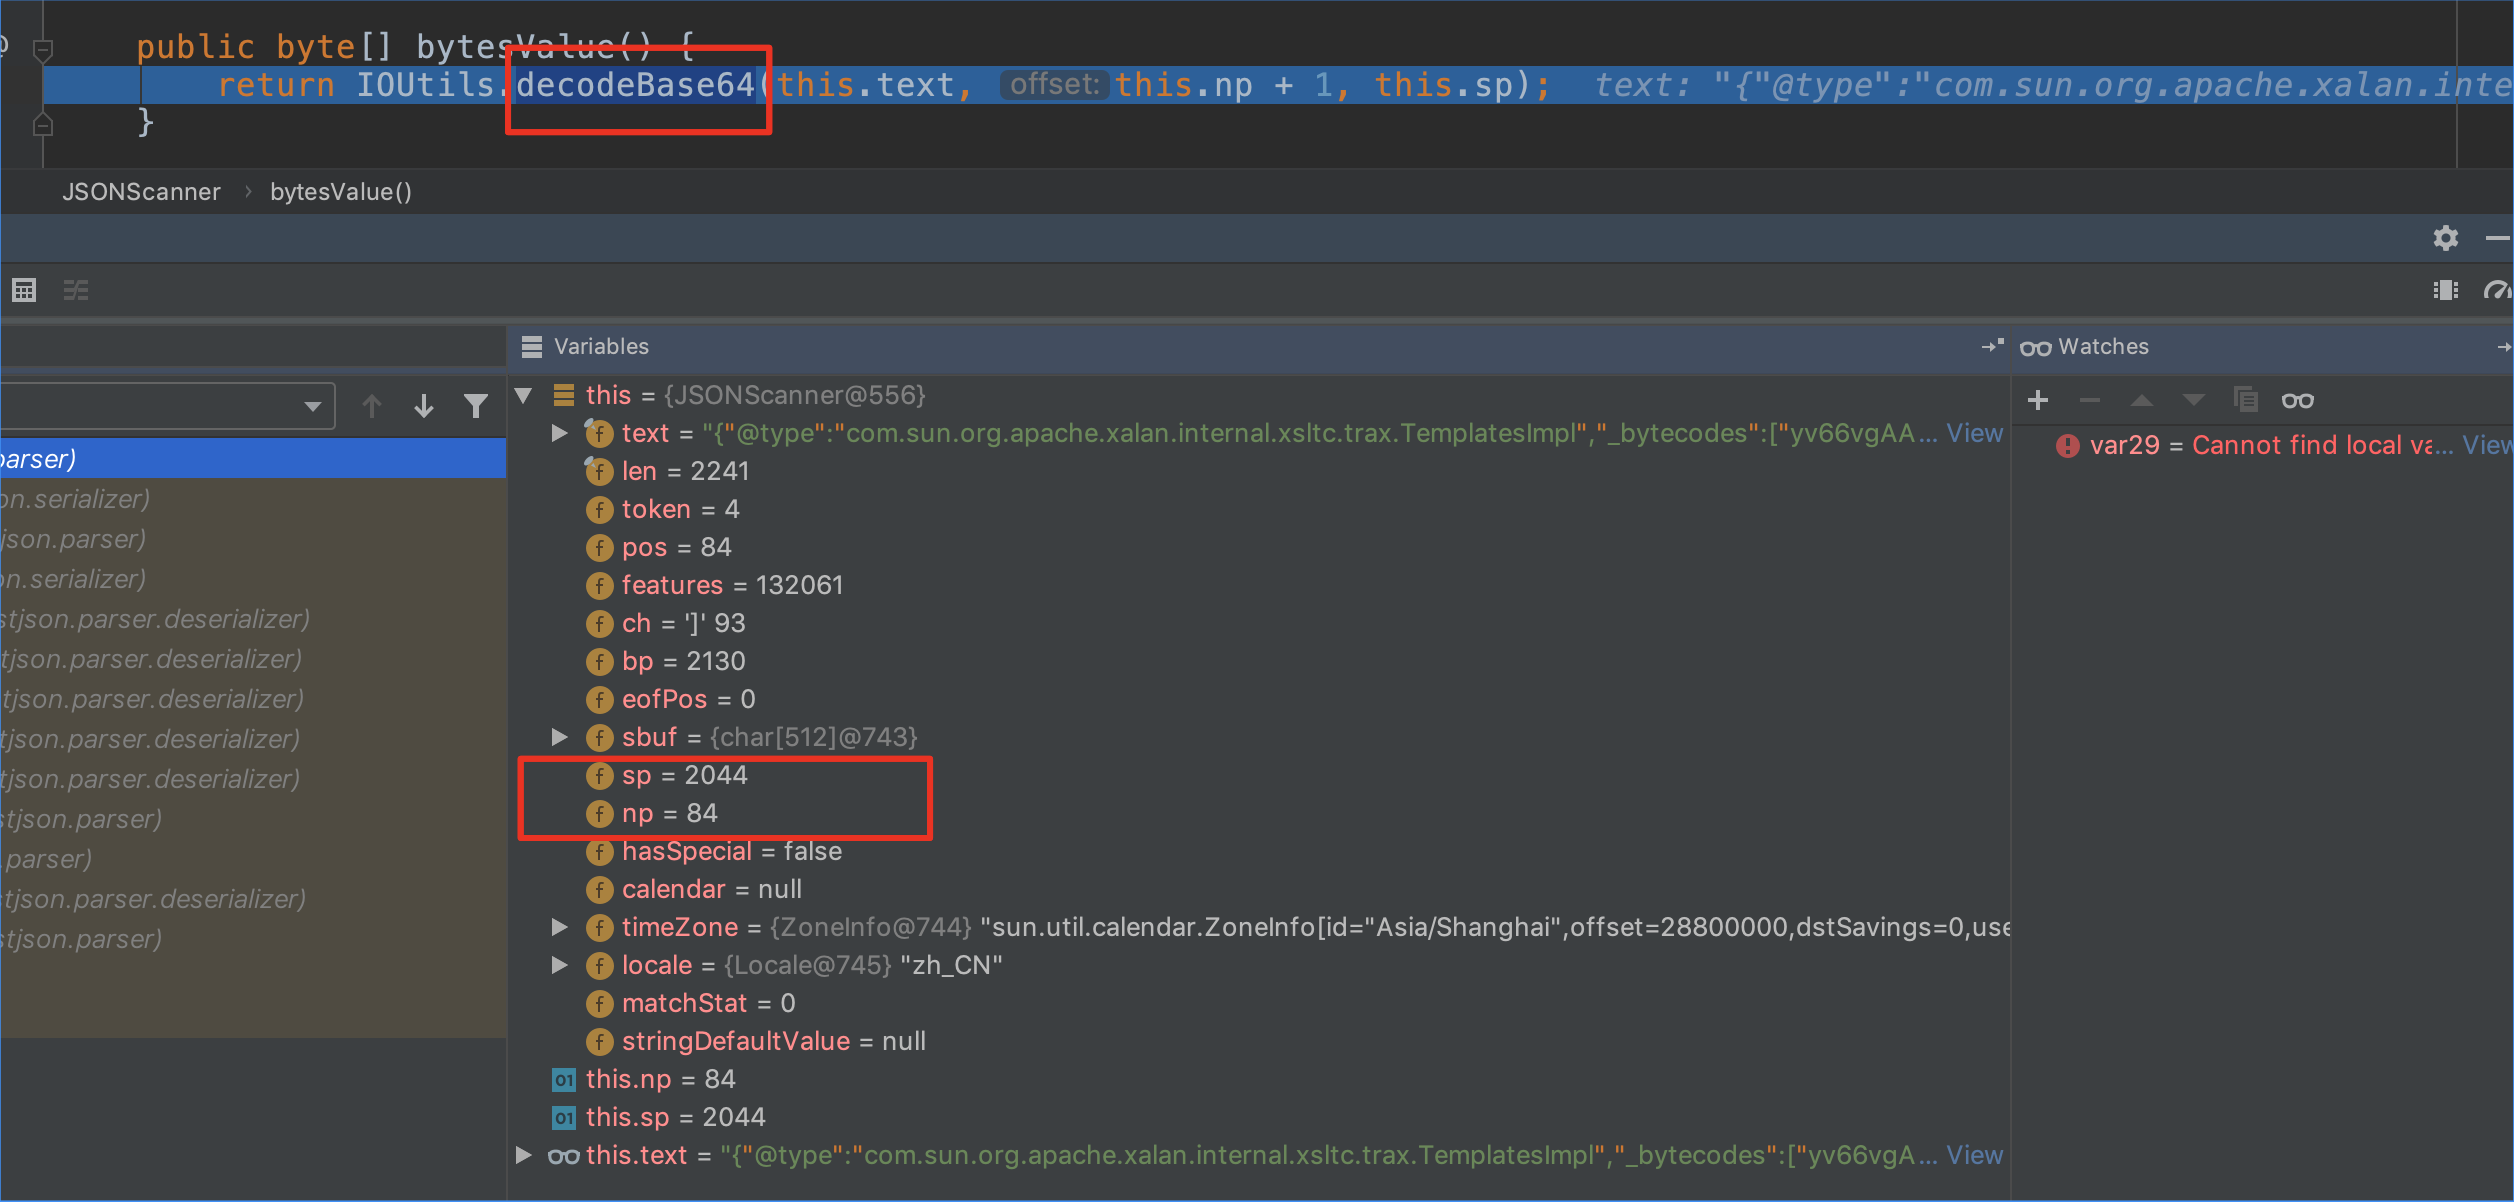 public byte[] bytesValue() {
return IOUtils.decodeBase64(this.text, offset: this.np + 1, this.sp); text: "{"@type":"com.sun.org.apache.xalan.inte
}
JSONScanner › bytesValue()
Variables
Watches
this = {JSONScanner@556}
text = "{"@type":"com.sun.org.apache.xalan.internal.xsltc.trax.TemplatesImpl","_bytecodes":["yv66vgAA... View
var29 = Cannot find local va... View
parser)
len = 2241
on.serializer)
token = 4
json.parser)
pos = 84
on.serializer)
features = 132061
stjson.parser.deserializer)
ch = ']' 93
tjson.parser.deserializer)
bp = 2130
tjson.parser.deserializer)
eofPos = 0
tjson.parser.deserializer)
sbuf = {char[512]@743}
tjson.parser.deserializer)
sp = 2044
stjson.parser)
np = 84
.parser)
hasSpecial = false
stjson.parser.deserializer)
calendar = null
stjson.parser)
timeZone = {ZoneInfo@744} "sun.util.calendar.ZoneInfo[id="Asia/Shanghai",offset=28800000,dstSavings=0,use
locale = {Locale@745} "zh_CN"
matchStat = 0
stringDefaultValue = null
01 this.np = 84
01 this.sp = 2044
this.text = "{"@type":"com.sun.org.apache.xalan.internal.xsltc.trax.TemplatesImpl","_bytecodes":["yv66vgA... View